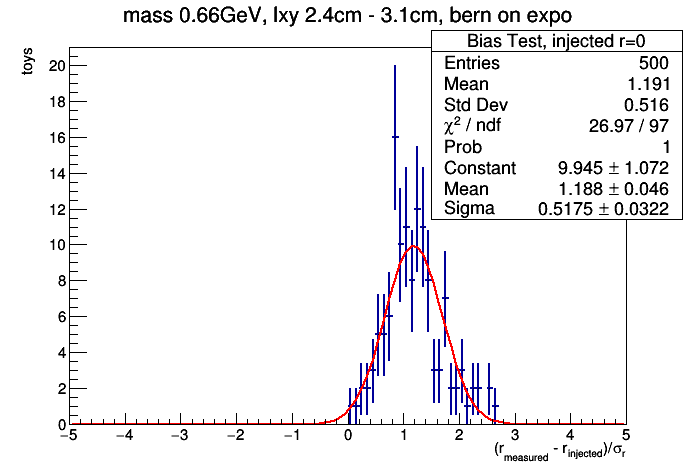 mass 0.66GeV, lxy 2.4cm - 3.1cm, bern on expo
toys
Bias Test, injected r=0
Entries 500
Mean 1.191
Std Dev 0.516
χ² / ndf 26.97 / 97
Prob 1
Constant 9.945 ± 1.072
Mean 1.188 ± 0.046
Sigma 0.5175 ± 0.0322
20
18
16
14
12
10
8
6
4
2
0
−5 −4 −3 −2 −1 0 1 2 3 4 5
(r_measured - r_injected)/σ_r